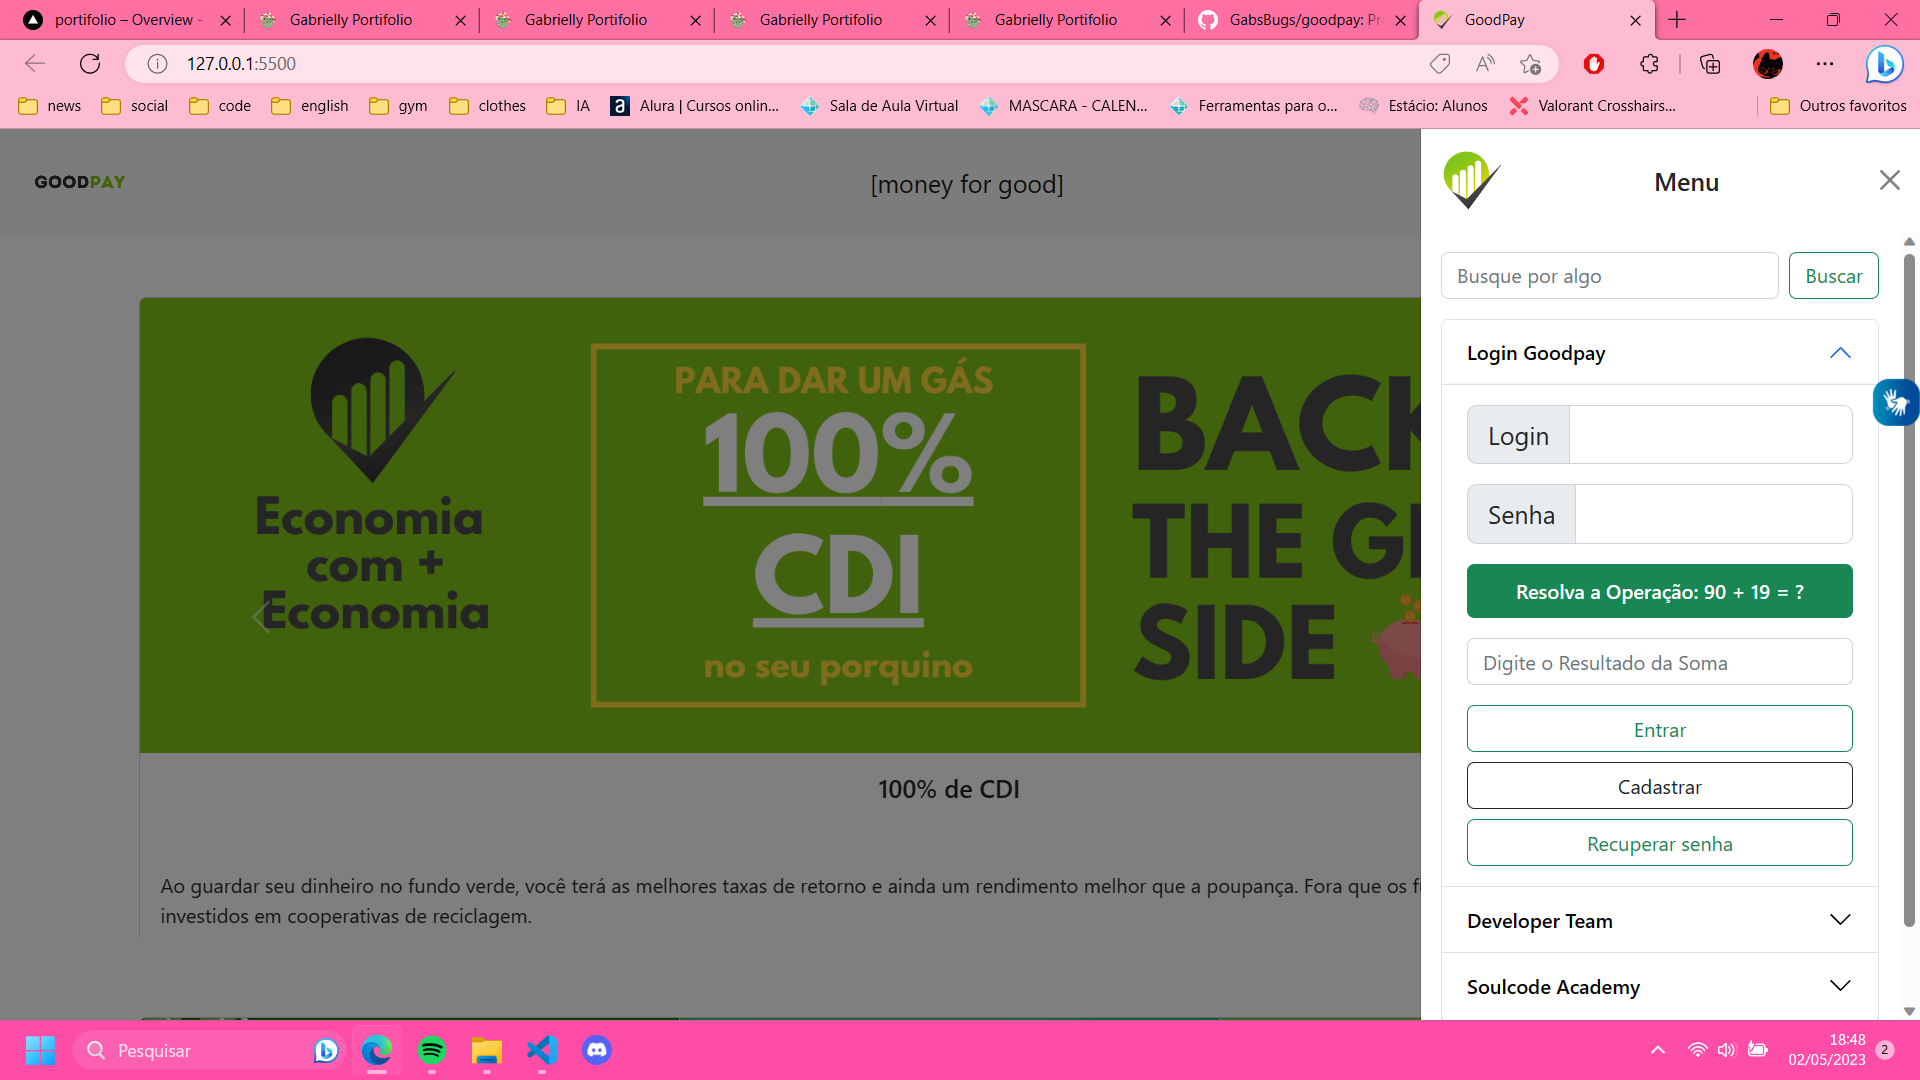 portifolio – Overview -
Gabrielly Portifolio
Gabrielly Portifolio
Gabrielly Portifolio
Gabrielly Portifolio
GabsBugs/goodpay: Pr
GoodPay
127.0.0.1:5500
news
social
code
english
gym
clothes
IA
Alura | Cursos onlin...
Sala de Aula Virtual
MASCARA - CALEN...
Ferramentas para o...
Estácio: Alunos
Valorant Crosshairs...
Outros favoritos
GOODPAY
[money for good]
Menu
Busque por algo
Buscar
Login Goodpay
Login
Senha
Resolva a Operação: 90 + 19 = ?
Digite o Resultado da Soma
Entrar
Cadastrar
Recuperar senha
Developer Team
Soulcode Academy
Economia
com +
Economia
PARA DAR UM GÁS
100%
CDI
no seu porquino
BACK
THE G
SIDE
100% de CDI
Ao guardar seu dinheiro no fundo verde, você terá as melhores taxas de retorno e ainda um rendimento melhor que a poupança. Fora que os f
investidos em cooperativas de reciclagem.
Pesquisar
18:48
02/05/2023
2